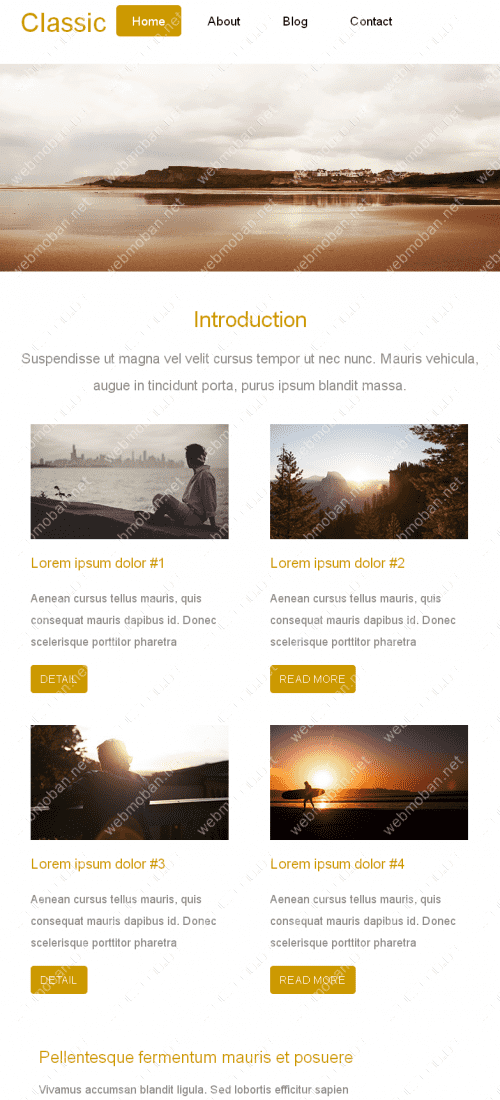 Classic Home About Blog Contact
Introduction
Suspendisse ut magna vel velit cursus tempor ut nec nunc. Mauris vehicula,
augue in tincidunt porta, purus ipsum blandit massa.
Lorem ipsum dolor #1
Aenean cursus tellus mauris, quis
consequat mauris dapibus id. Donec
scelerisque porttitor pharetra
DETAIL
Lorem ipsum dolor #2
Aenean cursus tellus mauris, quis
consequat mauris dapibus id. Donec
scelerisque porttitor pharetra
READ MORE
Lorem ipsum dolor #3
Aenean cursus tellus mauris, quis
consequat mauris dapibus id. Donec
scelerisque porttitor pharetra
DETAIL
Lorem ipsum dolor #4
Aenean cursus tellus mauris, quis
consequat mauris dapibus id. Donec
scelerisque porttitor pharetra
READ MORE
Pellentesque fermentum mauris et posuere
Vivamus accumsan blandit ligula. Sed lobortis efficitur sapien
webmoban.net